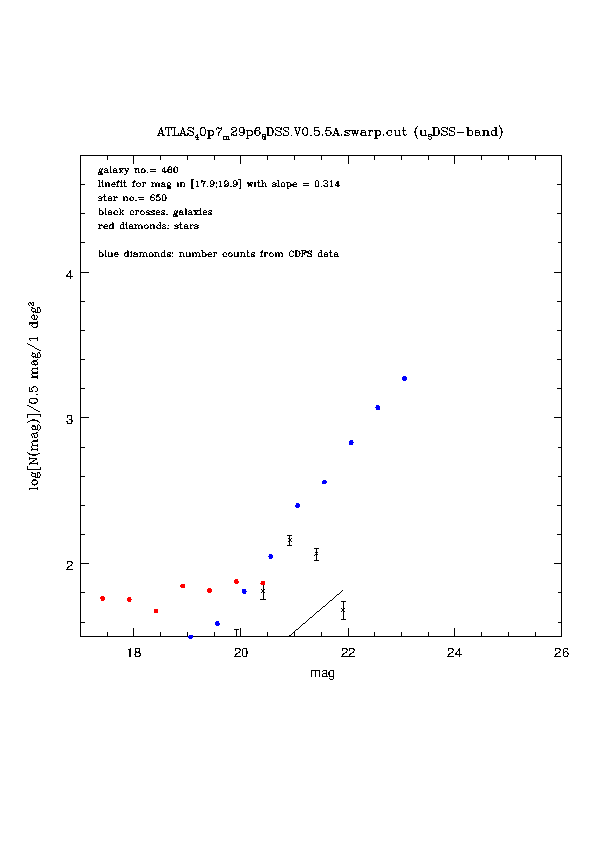 ATLAS₄0p7ₘ29p6ᵩDSS.V0.5.5A.swarp.cut (uₛDSS−band)
galaxy no.= 460
linefit for mag in [17.9;19.9] with slope = 0.314
star no.= 650
black crosses: galaxies
red diamonds: stars
blue diamonds: number counts from CDFS data
log[N(mag)]/0.5 mag/1 deg²
4
3
2
18 20 22 24 26
mag